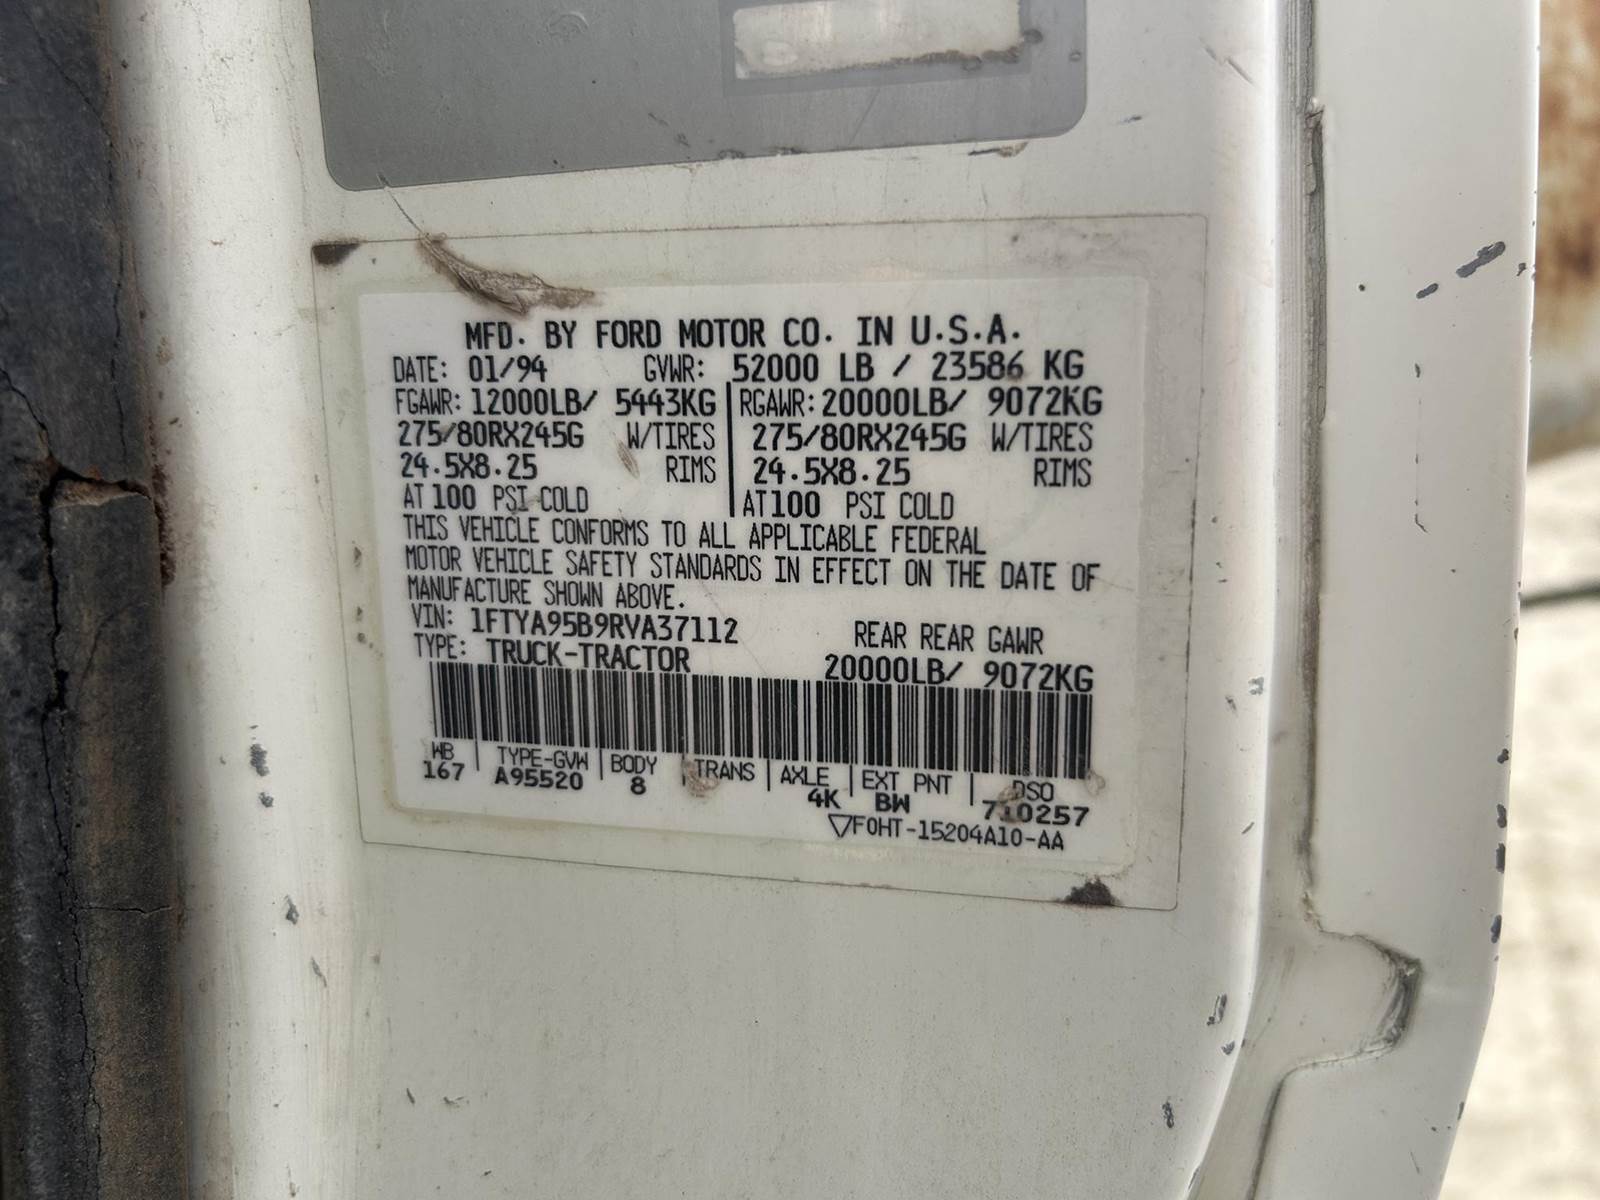 MFD. BY FORD MOTOR CO. IN U.S.A.
DATE: 01/94 GVWR: 52000 LB / 23586 KG
FGAWR: 12000LB/ 5443KG RGAWR: 20000LB/ 9072KG
275/80RX245G W/TIRES 275/80RX245G W/TIRES
24.5X8.25 RIMS 24.5X8.25 RIMS
AT 100 PSI COLD AT 100 PSI COLD
THIS VEHICLE CONFORMS TO ALL APPLICABLE FEDERAL
MOTOR VEHICLE SAFETY STANDARDS IN EFFECT ON THE DATE OF
MANUFACTURE SHOWN ABOVE.
VIN: 1FTYA95B9RVA37112 REAR REAR GAWR
TYPE: TRUCK-TRACTOR 20000LB/ 9072KG
WB TYPE-GVW BODY TRANS AXLE EXT PNT DSO
167 A95520 8 4K BW 710257
F0HT-15204A10-AA